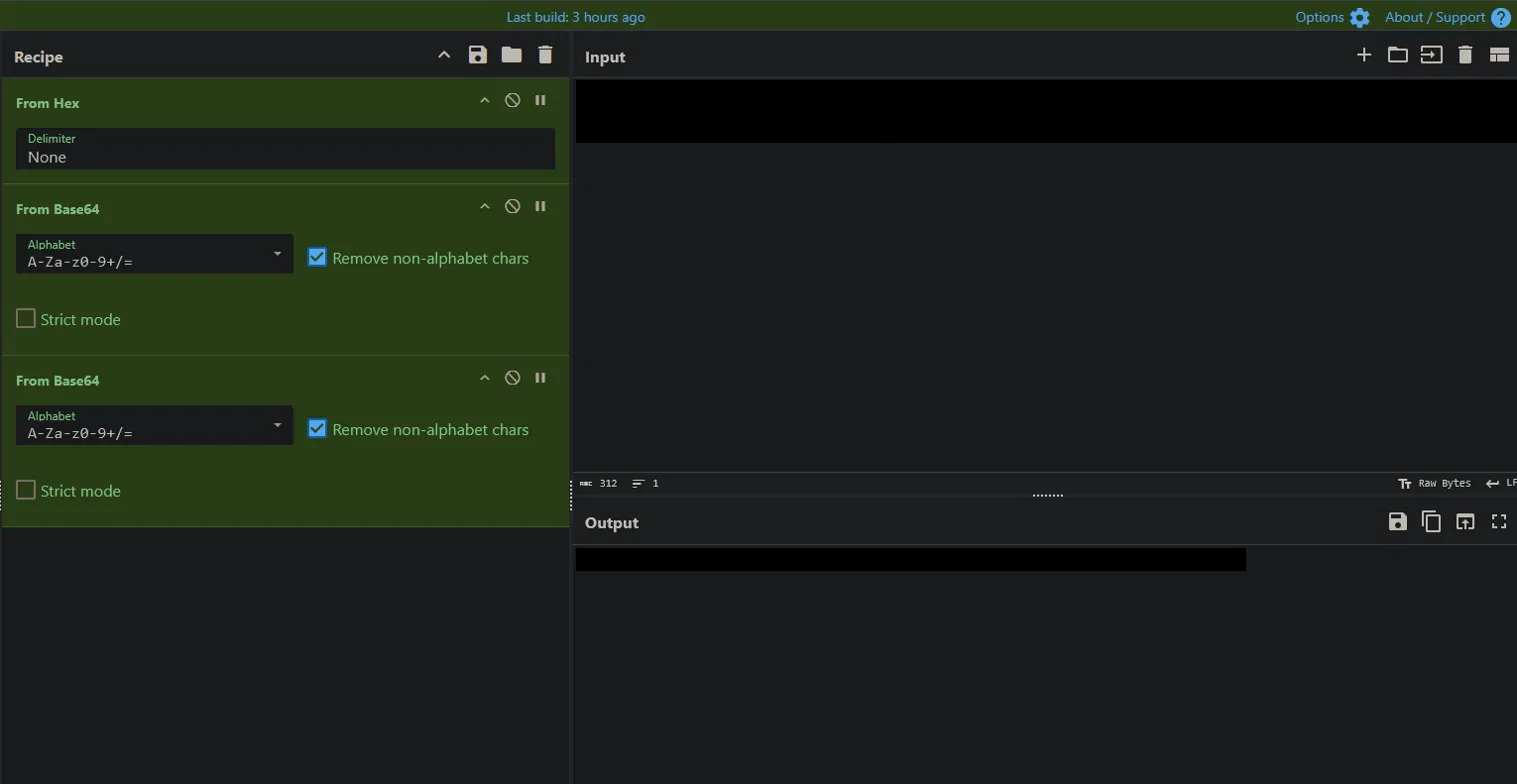 Last build: 3 hours ago
Options
About / Support ?
Recipe
Input
From Hex
Delimiter
None
From Base64
Alphabet
A-Za-z0-9+/=
Remove non-alphabet chars
Strict mode
From Base64
Alphabet
A-Za-z0-9+/=
Remove non-alphabet chars
Strict mode
ABC 312 1
Tr Raw Bytes LF
Output